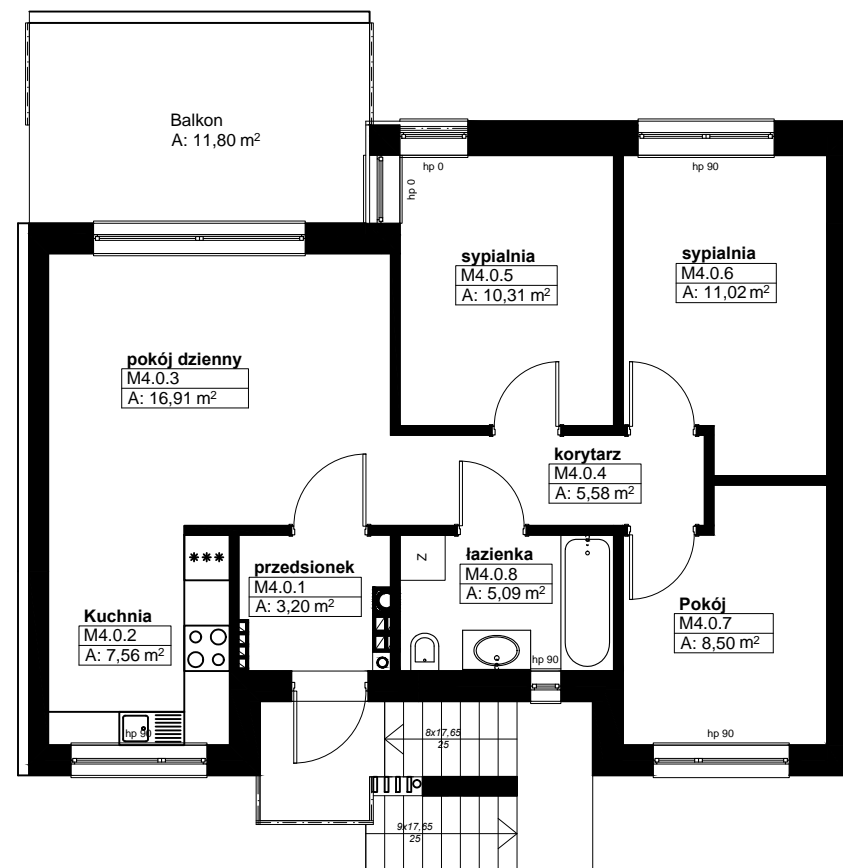 Balkon
A: 11,80 m²
hp 0
hp 0
hp 90
sypialnia
M4.0.5
A: 10,31 m²
sypialnia
M4.0.6
A: 11,02 m²
pokój dzienny
M4.0.3
A: 16,91 m²
korytarz
M4.0.4
A: 5,58 m²
***
przedsionek
M4.0.1
A: 3,20 m²
Z
łazienka
M4.0.8
A: 5,09 m²
Kuchnia
M4.0.2
A: 7,56 m²
Pokój
M4.0.7
A: 8,50 m²
hp 90
hp 90
hp 90
8x17,65
25
9x17,65
25